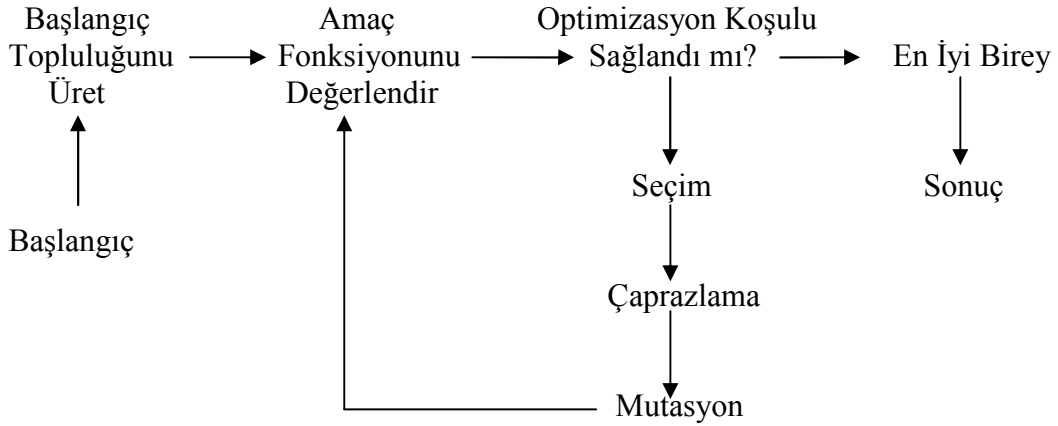 Başlangıç
Topluluğunu
Üret
Amaç
Fonksiyonunu
Değerlendir
Optimizasyon Koşulu
Sağlandı mı?
En İyi Birey
Seçim
Sonuç
Başlangıç
Çaprazlama
Mutasyon